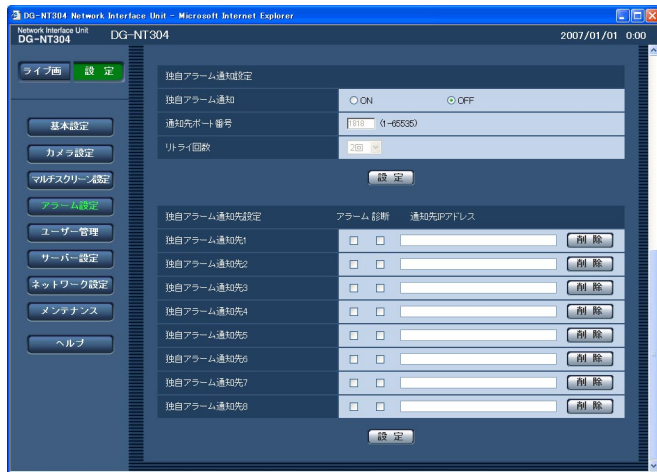 DG-NT304 Network Interface Unit - Microsoft Internet Explorer
Network Interface Unit
DG-NT304
DG-NT304
2007/01/01 0:00
ライブ画
設 定
基本設定
カメラ設定
マルチスクリーン設定
アラーム設定
ユーザー管理
サーバー設定
ネットワーク設定
メンテナンス
ヘルプ
独自アラーム通知設定
独自アラーム通知 ON OFF
通知先ポート番号 1818 (1-65535)
リトライ回数 2回
設 定
独自アラーム通知先設定 アラーム 診断 通知先IPアドレス
独自アラーム通知先1 削 除
独自アラーム通知先2 削 除
独自アラーム通知先3 削 除
独自アラーム通知先4 削 除
独自アラーム通知先5 削 除
独自アラーム通知先6 削 除
独自アラーム通知先7 削 除
独自アラーム通知先8 削 除
設 定